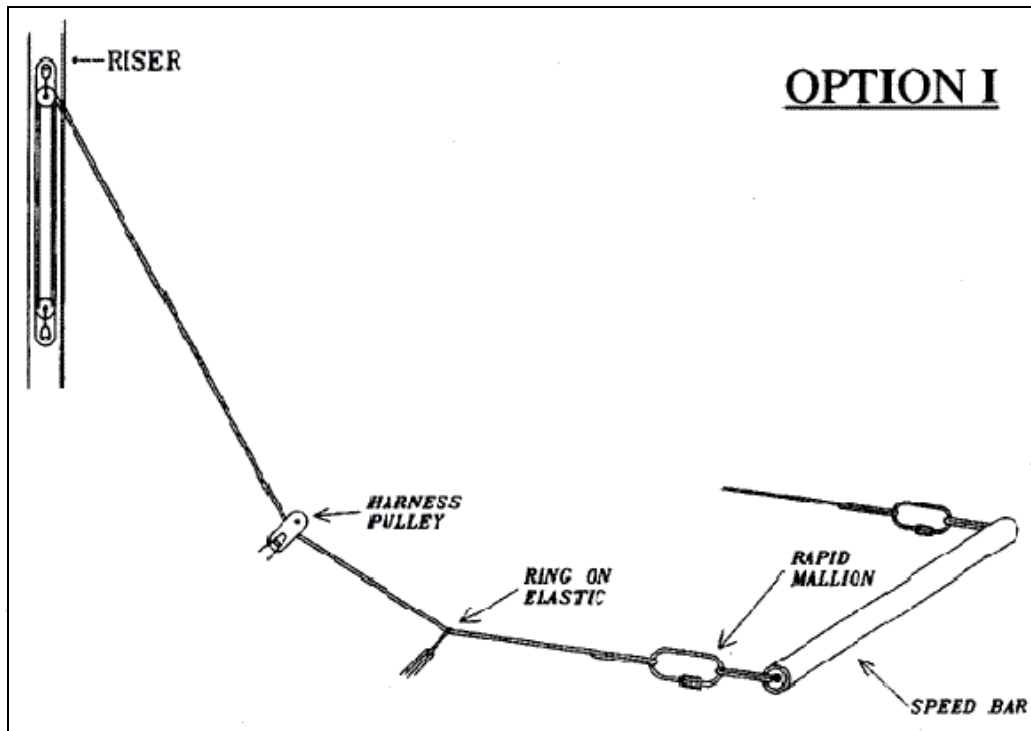 RISER
OPTION I
HARNESS
PULLEY
RING ON
ELASTIC
RAPID
MALLION
SPEED BAR